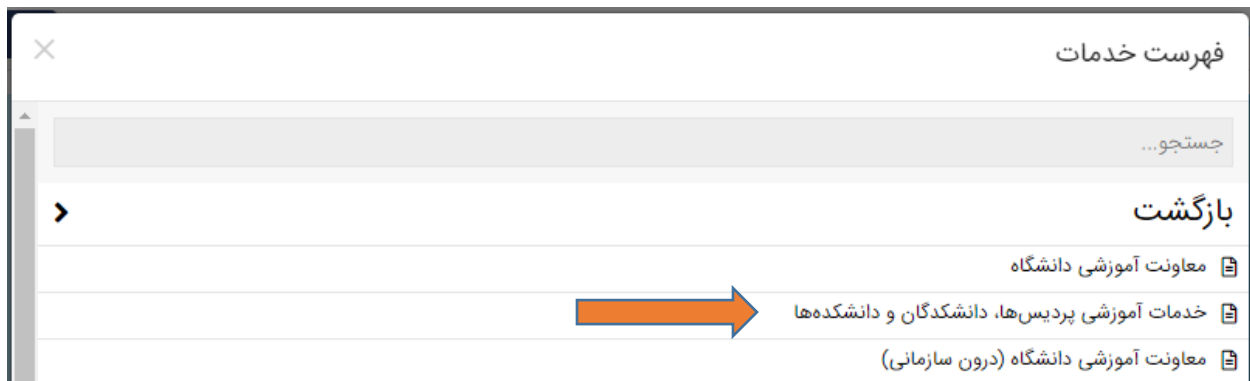 فهرست خدمات
جستجو...
بازگشت
معاونت آموزشی دانشگاه
خدمات آموزشی پردیس‌ها، دانشکدگان و دانشکده‌ها
معاونت آموزشی دانشگاه (درون سازمانی)